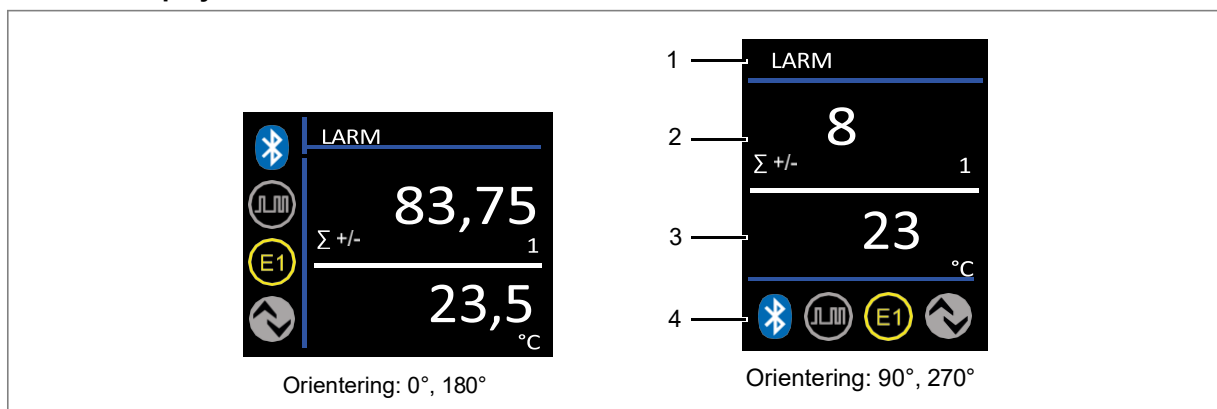 LARM
83,75
∑ +/-
1
E1
23,5
°C
Orientering: 0°, 180°
1
LARM
2
8
∑ +/-
1
3
23
°C
4
E1
Orientering: 90°, 270°